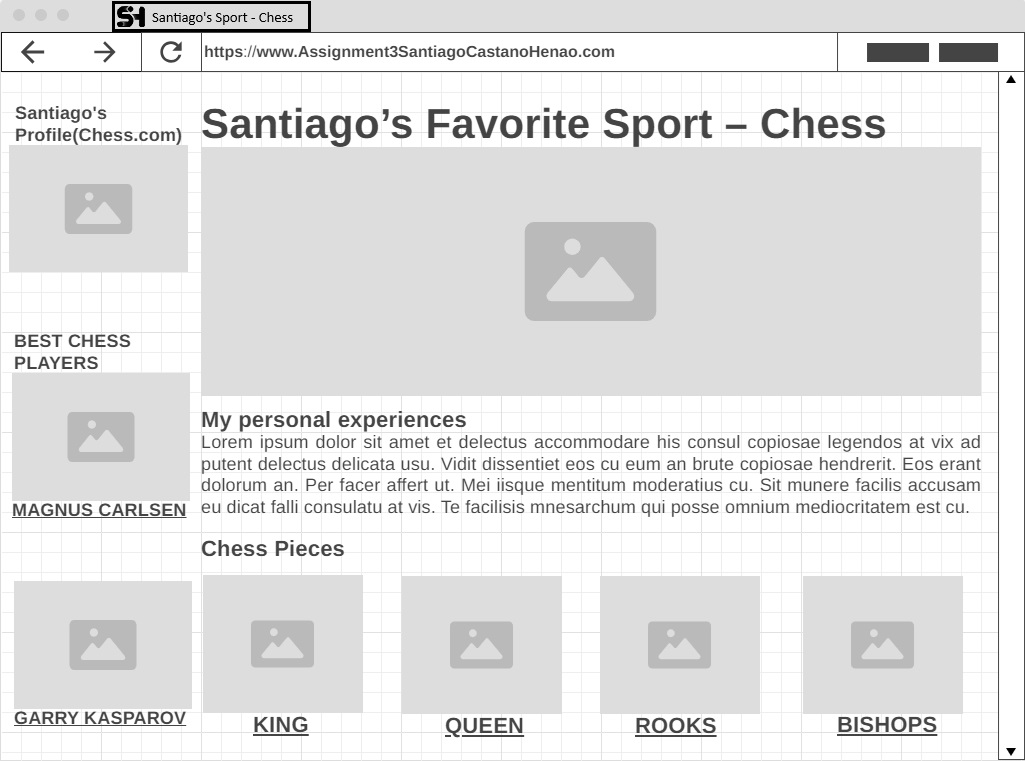 SH Santiago's Sport - Chess
https://www.Assignment3SantiagoCastanoHenao.com
Santiago's
Profile(Chess.com)
Santiago’s Favorite Sport – Chess
BEST CHESS
PLAYERS
MAGNUS CARLSEN
GARRY KASPAROV
My personal experiences
Lorem ipsum dolor sit amet et delectus accommodare his consul copiosae legendos at vix ad
putent delectus delicata usu. Vidit dissentiet eos cu eum an brute copiosae hendrerit. Eos erant
dolorum an. Per facer affert ut. Mei iisque mentitum moderatius cu. Sit munere facilis accusam
eu dicat falli consulatu at vis. Te facilisis mnesarchum qui posse omnium mediocritatem est cu.
Chess Pieces
KING
QUEEN
ROOKS
BISHOPS